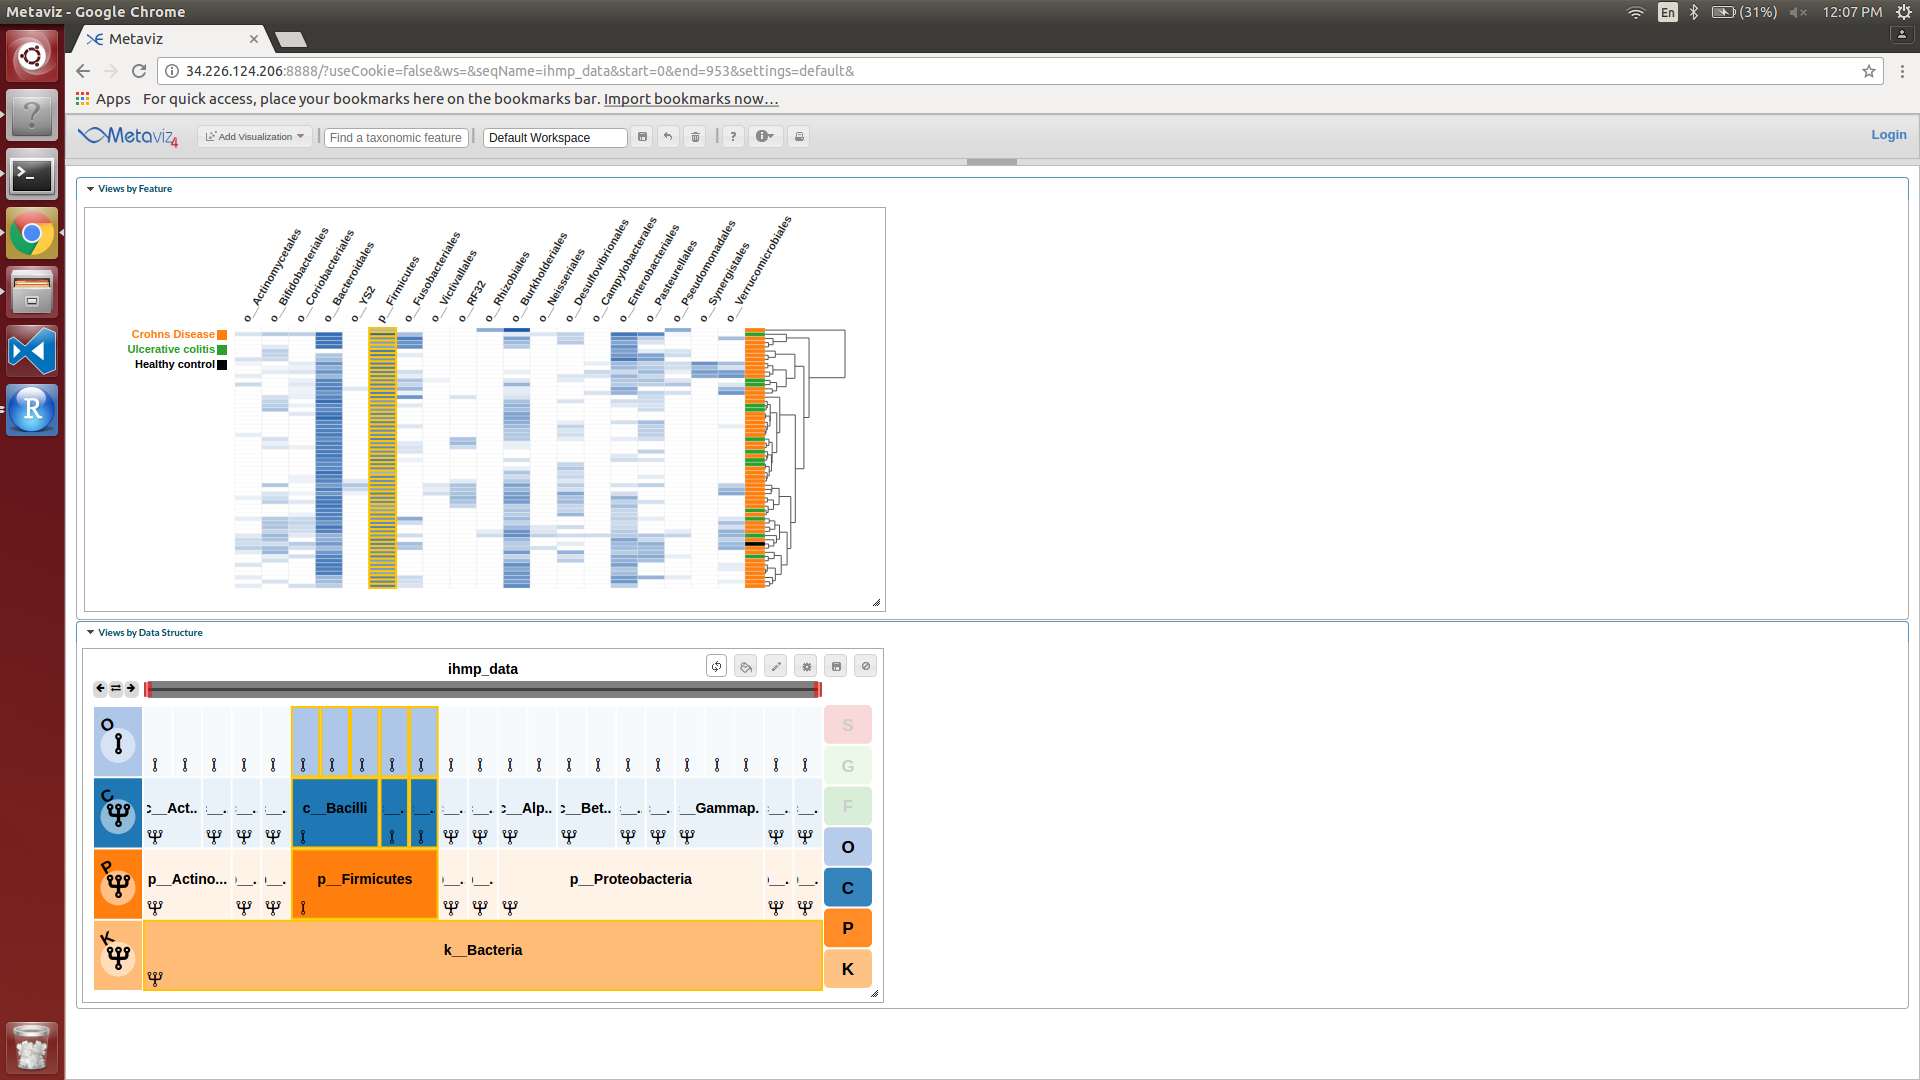 Metaviz - Google Chrome
En
(31%)
12:07 PM
Metaviz
34.226.124.206:8888/?useCookie=false&ws=&seqName=ihmp_data&start=0&end=953&settings=default&
Apps For quick access, place your bookmarks here on the bookmarks bar. Import bookmarks now...
Metaviz4
Add Visualization
Find a taxonomic feature
Default Workspace
?
Login
Views by Feature
o__Actinomycetales
o__Bifidobacteriales
o__Coriobacteriales
o__Bacteroidales
o__YS2
p__Firmicutes
o__Fusobacteriales
o__Victivallales
o__RF32
o__Rhizobiales
o__Burkholderiales
o__Neisseriales
o__Desulfovibrionales
o__Campylobacterales
o__Enterobacteriales
o__Pasteurellales
o__Pseudomonadales
o__Synergistales
o__Verrucomicrobiales
Crohns Disease
Ulcerative colitis
Healthy control
R
Views by Data Structure
ihmp_data
O
S
G
C
c__Act..
c__Bacilli
c__Alp..
c__Bet..
__Gammap.
F
O
P
p__Actino...
p__Firmicutes
p__Proteobacteria
C
P
K
k__Bacteria
K